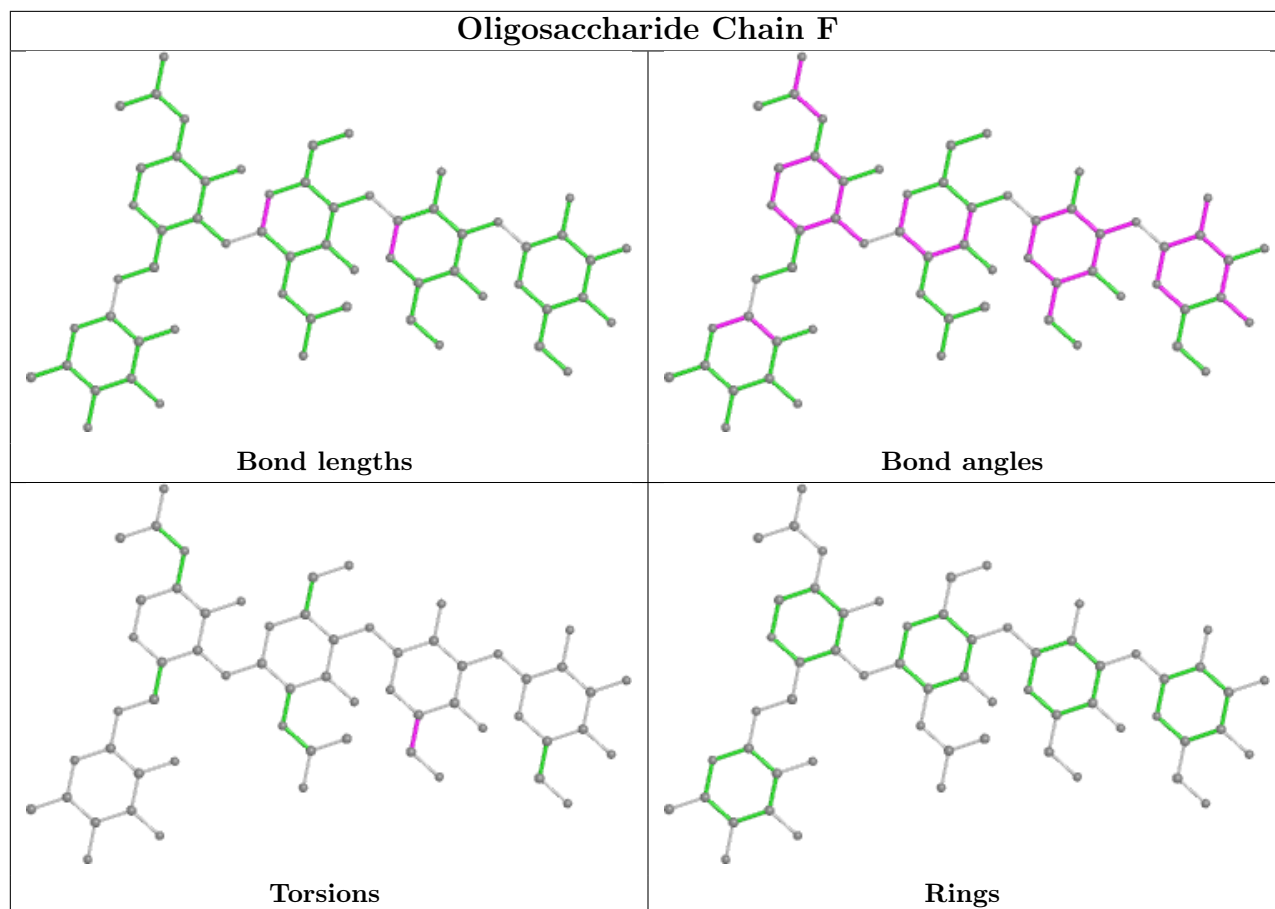 Oligosaccharide Chain F
Bond lengths
Bond angles
Torsions
Rings